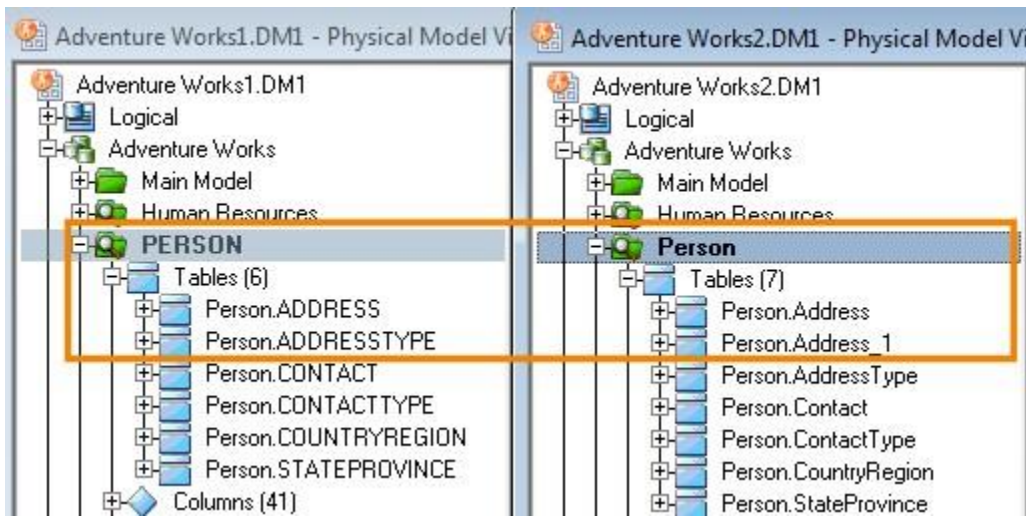 Adventure Works1.DM1 - Physical Model Vi
Adventure Works1.DM1
Logical
Adventure Works
Main Model
Human Resources
PERSON
Tables (6)
Person.ADDRESS
Person.ADDRESSTYPE
Person.CONTACT
Person.CONTACTTYPE
Person.COUNTRYREGION
Person.STATEPROVINCE
Columns (41)
Adventure Works2.DM1 - Physical Model Vi
Adventure Works2.DM1
Logical
Adventure Works
Main Model
Human Resources
Person
Tables (7)
Person.Address
Person.Address_1
Person.AddressType
Person.Contact
Person.ContactType
Person.CountryRegion
Person.StateProvince